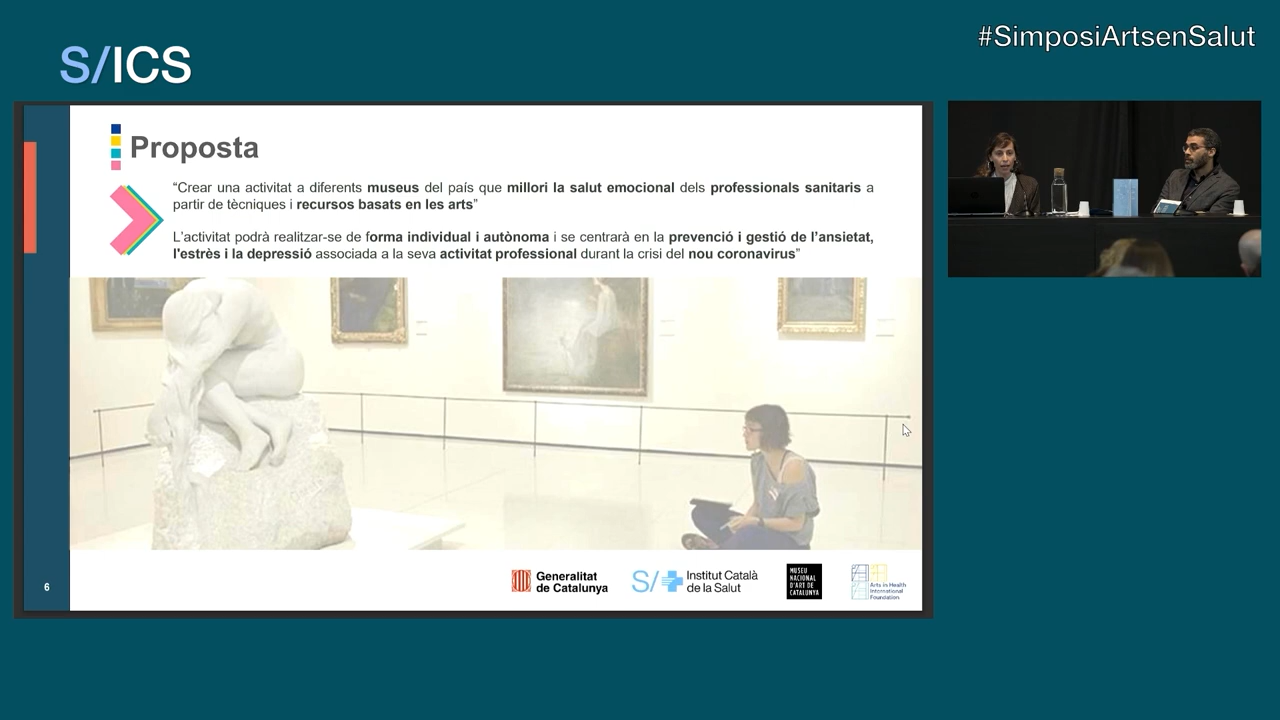 S/ICS
#SimposiArtsenSalut
Proposta
“Crear una activitat a diferents museus del país que millori la salut emocional dels professionals sanitaris a
partir de tècniques i recursos basats en les arts”
L’activitat podrà realitzar-se de forma individual i autònoma i se centrarà en la prevenció i gestió de l’ansietat,
l'estrès i la depressió associada a la seva activitat professional durant la crisi del nou coronavirus”
6
Generalitat
de Catalunya
S/
Institut Català
de la Salut
MUSEU
NACIONAL
D'ART DE
CATALUNYA
Arts in Health
International
Foundation